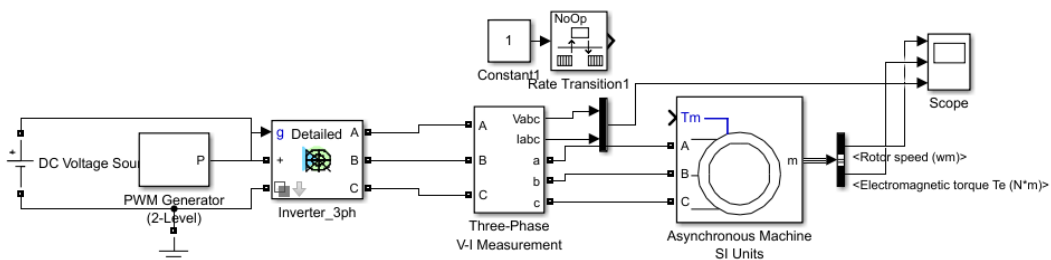 NoOp
1
Constant1
Rate Transition1
Scope
DC Voltage Sour
P
PWM Generator
(2-Level)
g
Detailed
+
A
B
C
Inverter_3ph
A
B
C
Vabc
Iabc
a
b
c
Three-Phase
V-I Measurement
Tm
A
B
C
m
Asynchronous Machine
SI Units
<Rotor speed (wm)>
<Electromagnetic torque Te (N*m)>
+